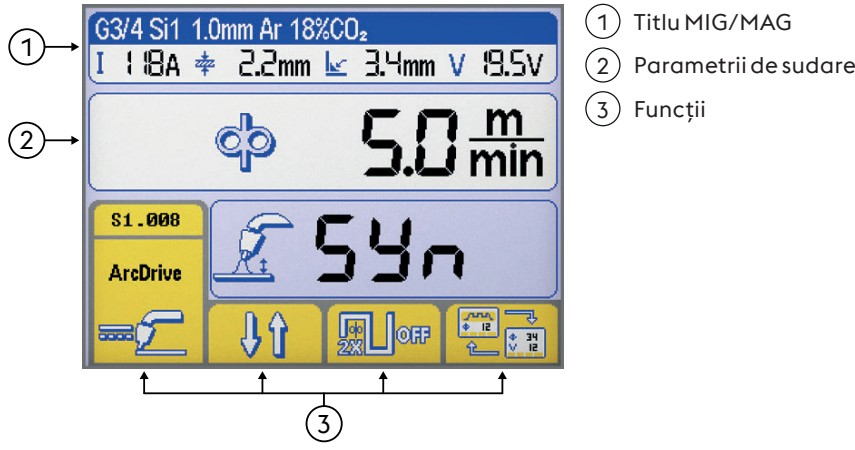 G3/4 Si1 1.0mm Ar 18%CO₂
I 118A 2.2mm 3.4mm V 19.5V
5.0 m/min
S1.008
ArcDrive
Syn
2X OFF
12
34
V 12
1 Titlu MIG/MAG
2 Parametrii de sudare
3 Funcții
1
2
3